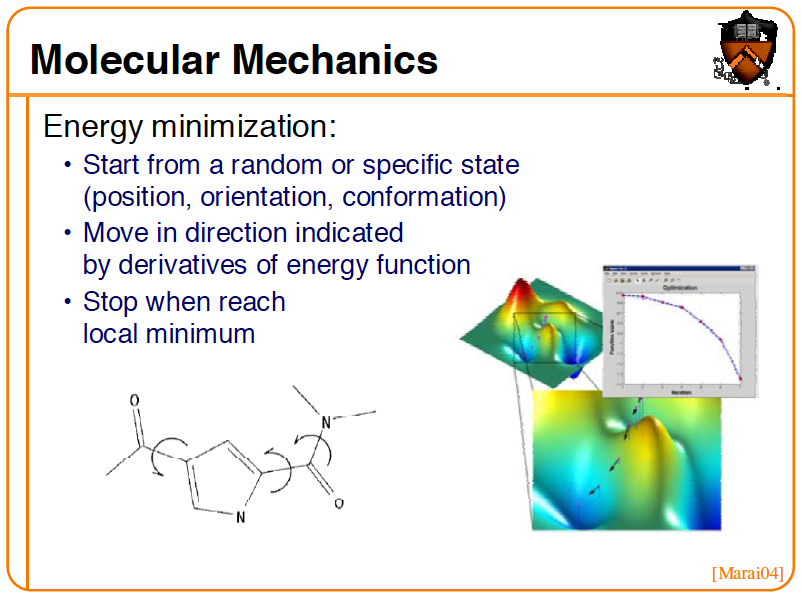 Molecular Mechanics
Energy minimization:
• Start from a random or specific state
(position, orientation, conformation)
• Move in direction indicated
by derivatives of energy function
• Stop when reach
local minimum
Optimization
Function value
Iteration
O
N
O
N
[Marai04]